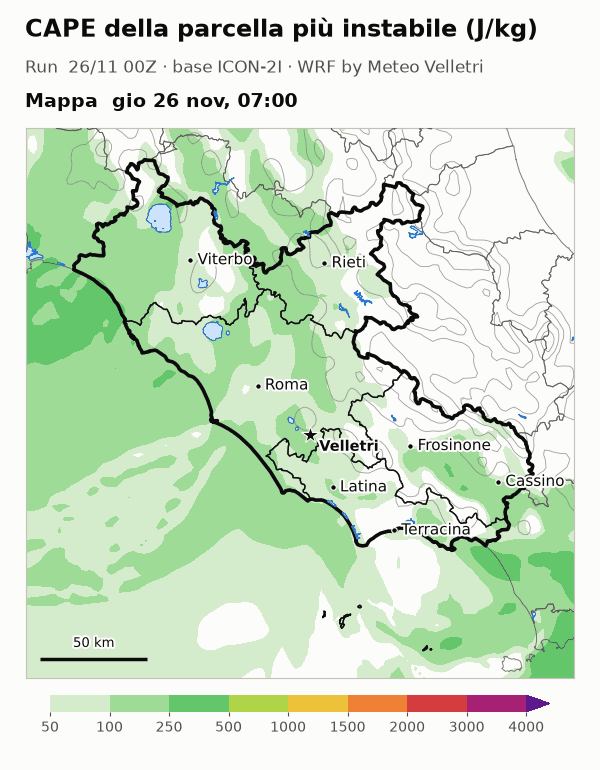 CAPE della parcella più instabile (J/kg)
Run  26/11 00Z · base ICON-2I · WRF by Meteo Velletri
Mappa  gio 26 nov, 07:00
Viterbo
Rieti
Roma
Velletri
Frosinone
Cassino
Latina
Terracina
50 km
50 100 250 500 1000 1500 2000 3000 4000